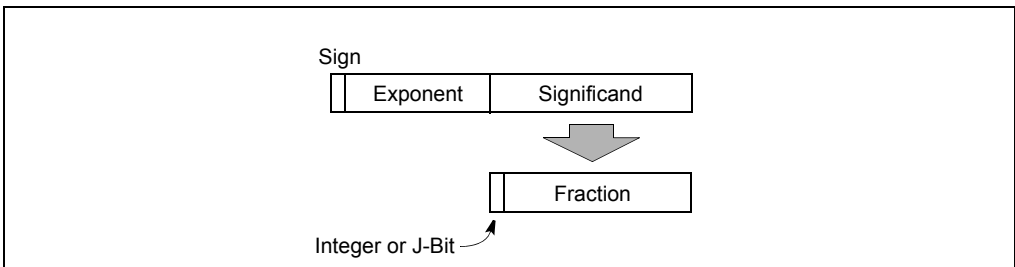 Sign
Exponent Significand
Fraction
Integer or J-Bit